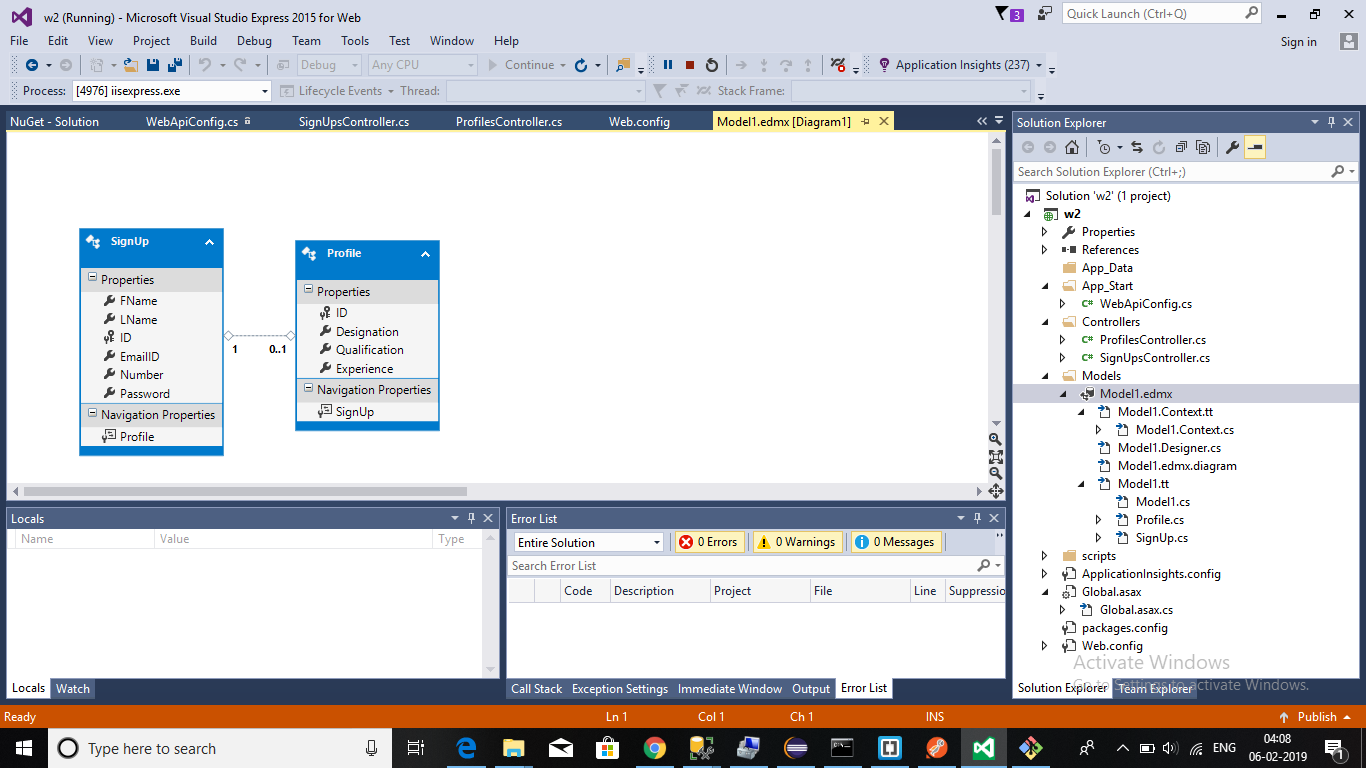 w2 (Running) - Microsoft Visual Studio Express 2015 for Web
3
Quick Launch (Ctrl+Q)
File Edit View Project Build Debug Team Tools Test Window Help
Sign in
Debug Any CPU Continue Application Insights (237)
Process: [4976] iisexpress.exe Lifecycle Events Thread: Stack Frame:
NuGet - Solution WebApiConfig.cs SignUpsController.cs ProfilesController.cs Web.config Model1.edmx [Diagram1]
SignUp
Properties
FName
LName
ID
EmailID
Number
Password
Navigation Properties
Profile
1 0..1
Profile
Properties
ID
Designation
Qualification
Experience
Navigation Properties
SignUp
Solution Explorer
Search Solution Explorer (Ctrl+;)
Solution 'w2' (1 project)
w2
Properties
References
App_Data
App_Start
WebApiConfig.cs
Controllers
ProfilesController.cs
SignUpsController.cs
Models
Model1.edmx
Model1.Context.tt
Model1.Context.cs
Model1.Designer.cs
Model1.edmx.diagram
Model1.tt
Model1.cs
Profile.cs
SignUp.cs
scripts
ApplicationInsights.config
Global.asax
Global.asax.cs
packages.config
Web.config
Activate Windows
Go to Settings to activate Windows.
Solution Explorer Team Explorer
Locals
Name Value Type
Locals Watch
Error List
Entire Solution 0 Errors 0 Warnings 0 Messages
Search Error List
Code Description Project File Line Suppressio
Call Stack Exception Settings Immediate Window Output Error List
Ready Ln 1 Col 1 Ch 1 INS Publish
Type here to search
ENG
04:08
06-02-2019
1